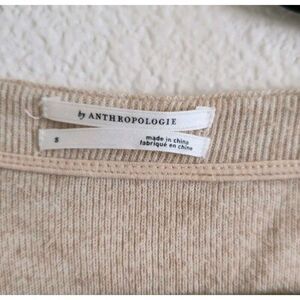 by ANTHROPOLOGIE
s
made in china
fabriqué en chine